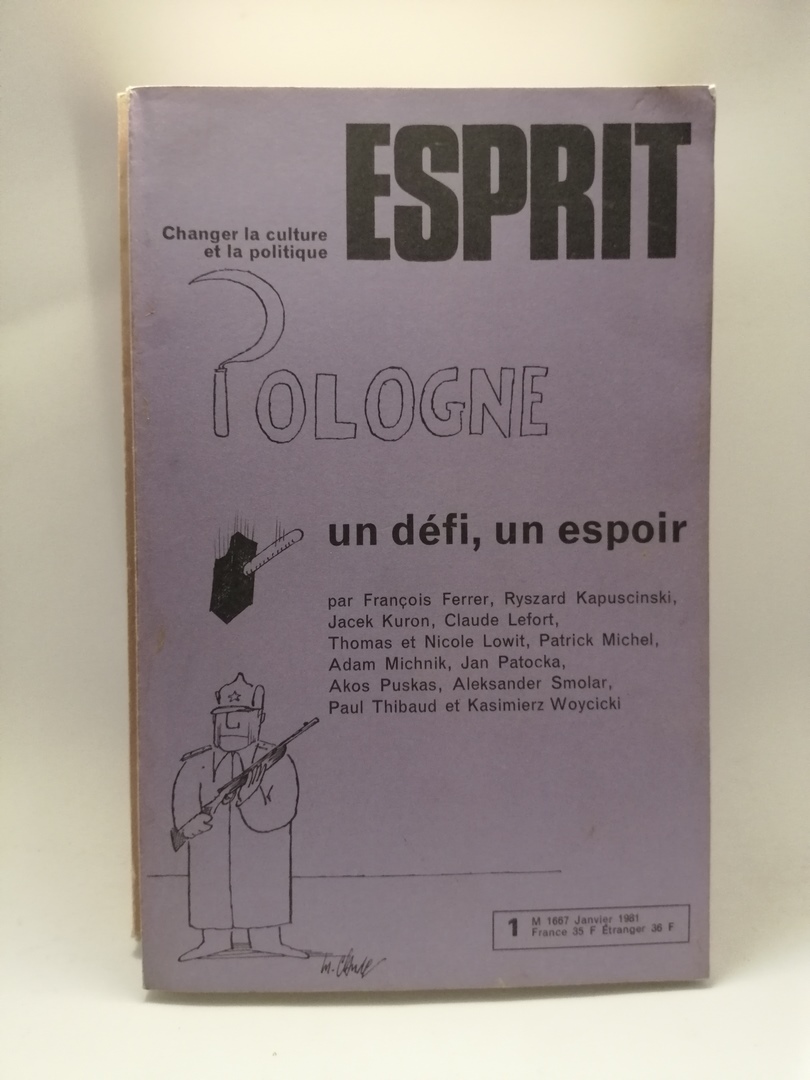 ESPRIT
Changer la culture
et la politique
POLOGNE
un défi, un espoir
par François Ferrer, Ryszard Kapuscinski,
Jacek Kuron, Claude Lefort,
Thomas et Nicole Lowit, Patrick Michel,
Adam Michnik, Jan Patocka,
Akos Puskas, Aleksander Smolar,
Paul Thibaud et Kasimierz Woycicki
1 M 1667 Janvier 1981
France 35 F Étranger 36 F